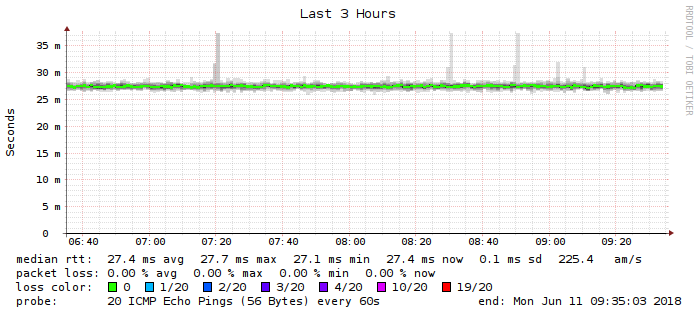 Last 3 Hours
RRDTOOL / TOBI OETIKER
Seconds
35 m
30 m
25 m
20 m
15 m
10 m
5 m
0
06:40 07:00 07:20 07:40 08:00 08:20 08:40 09:00 09:20
median rtt: 27.4 ms avg 27.7 ms max 27.1 ms min 27.4 ms now 0.1 ms sd 225.4 am/s
packet loss: 0.00 % avg 0.00 % max 0.00 % min 0.00 % now
loss color: 0 1/20 2/20 3/20 4/20 10/20 19/20
probe: 20 ICMP Echo Pings (56 Bytes) every 60s end: Mon Jun 11 09:35:03 2018